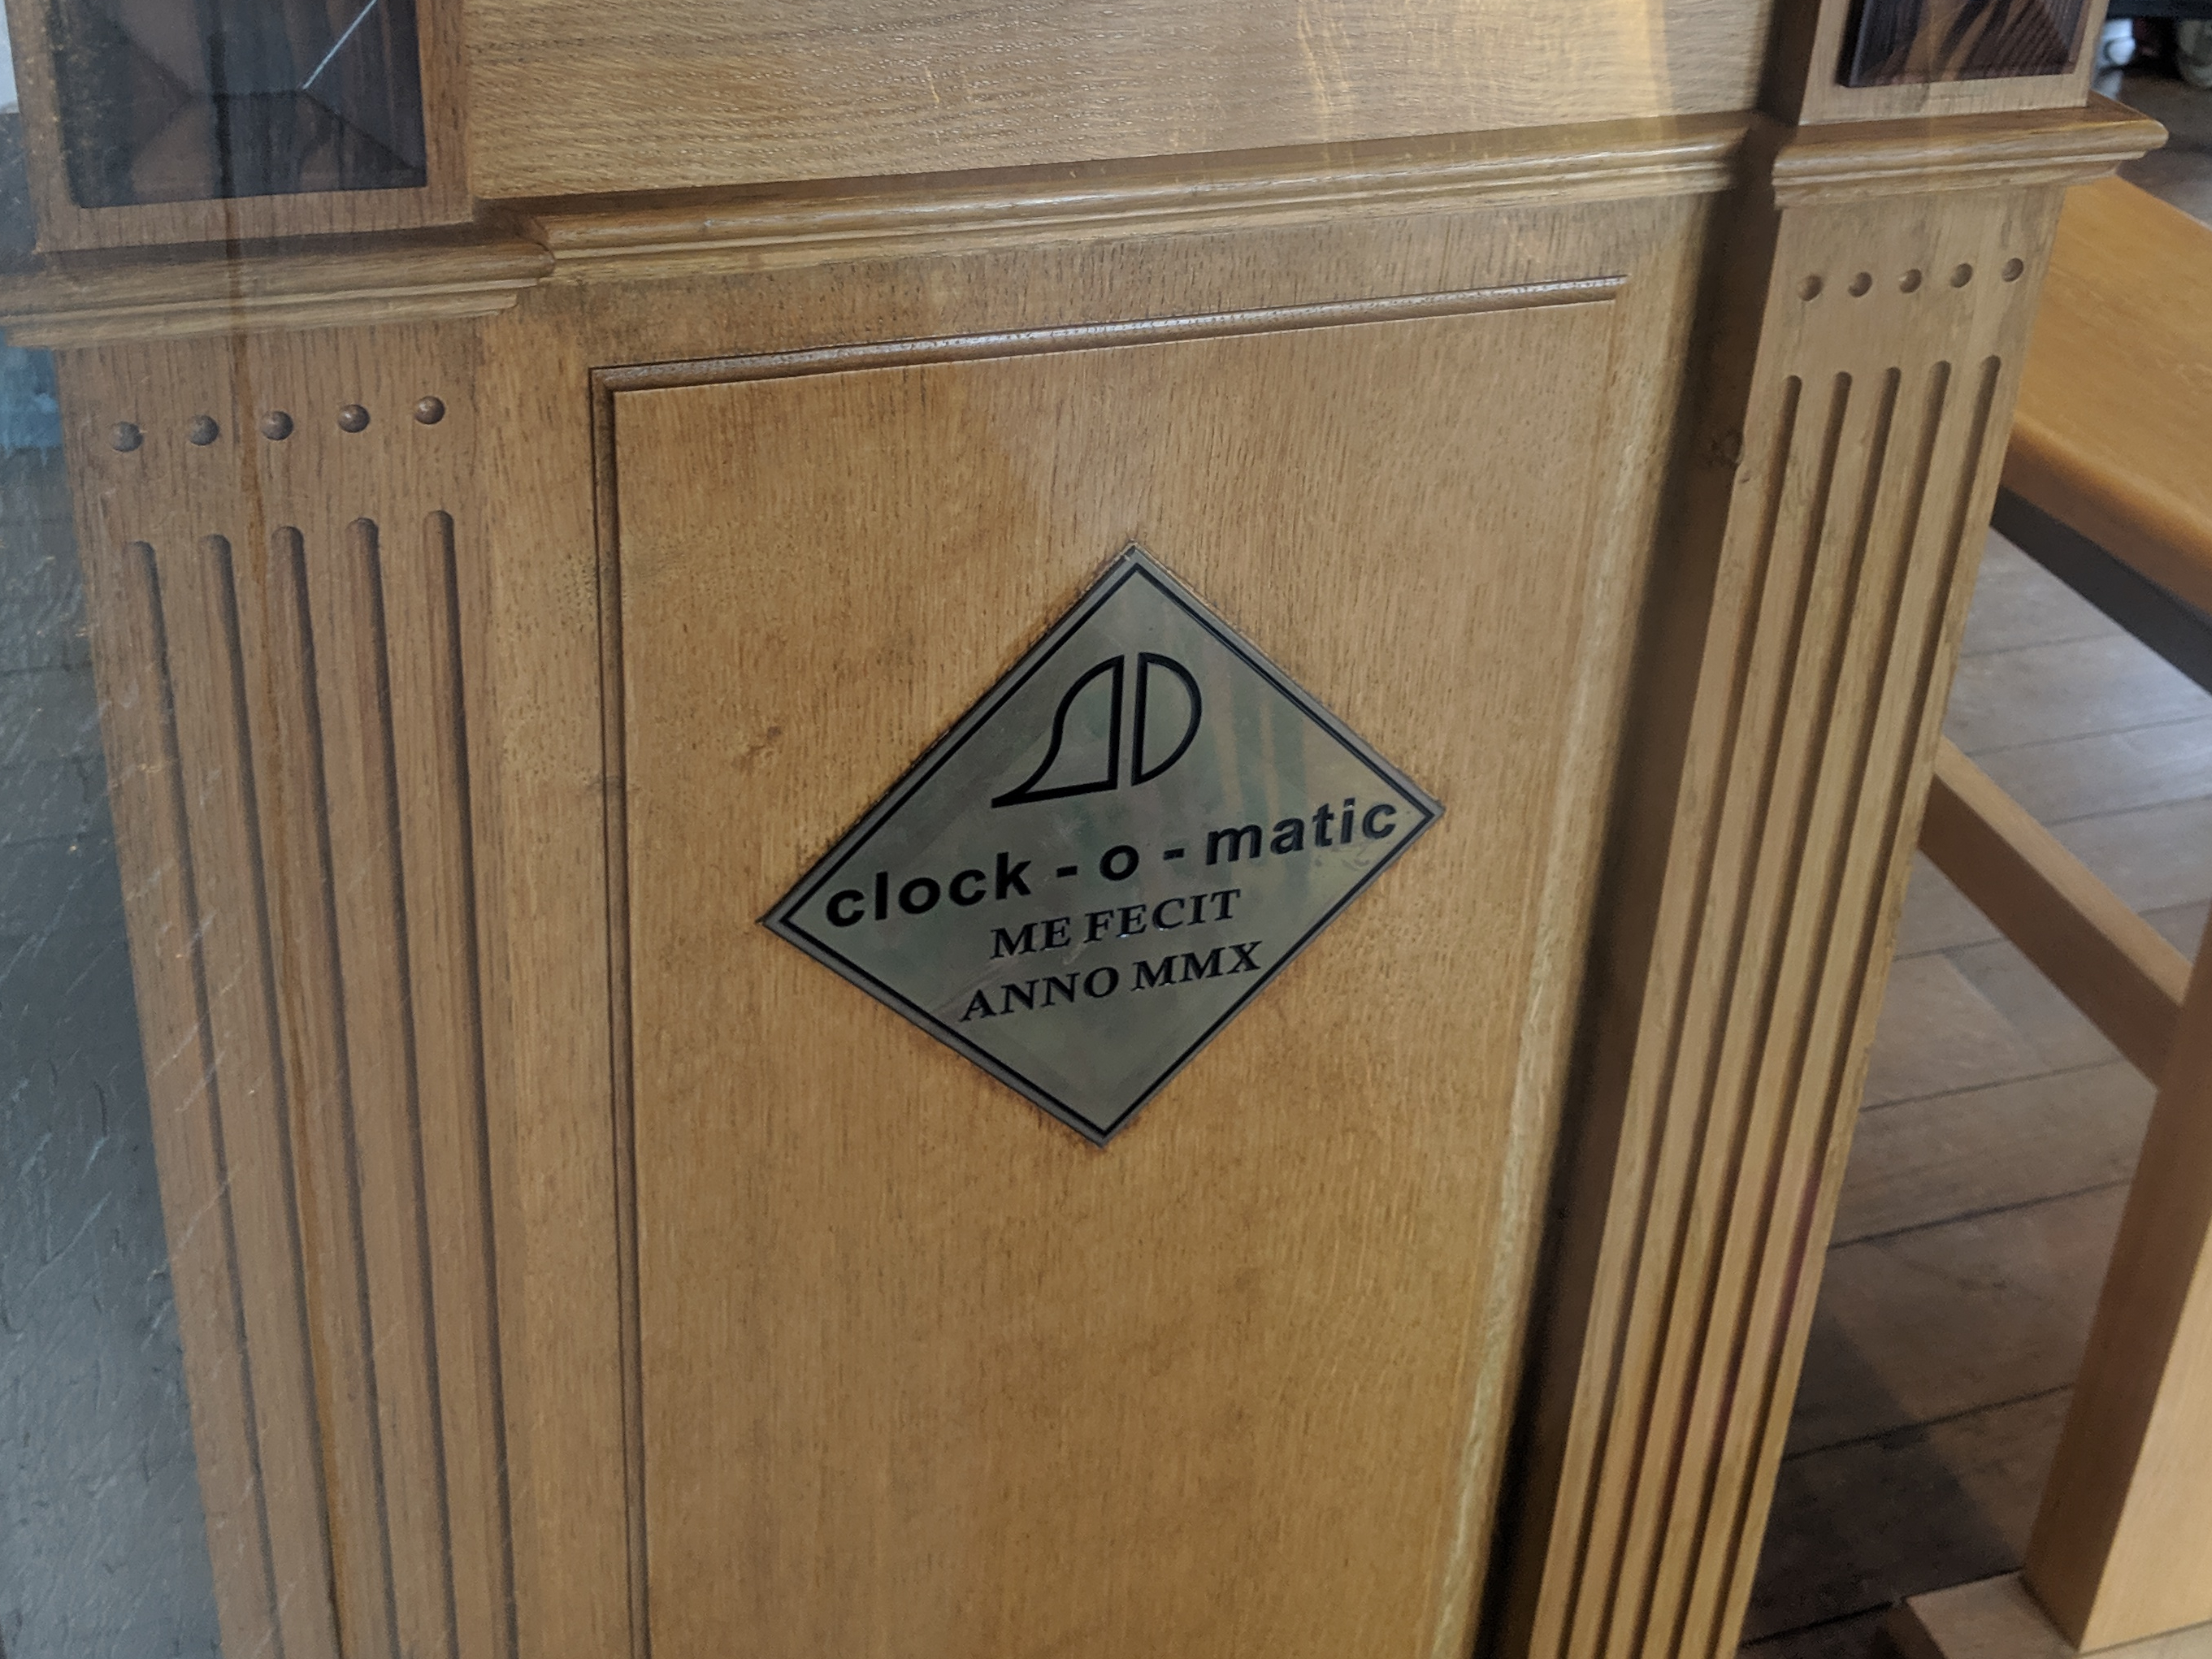 clock - o - matic
ME FECIT
ANNO MMX